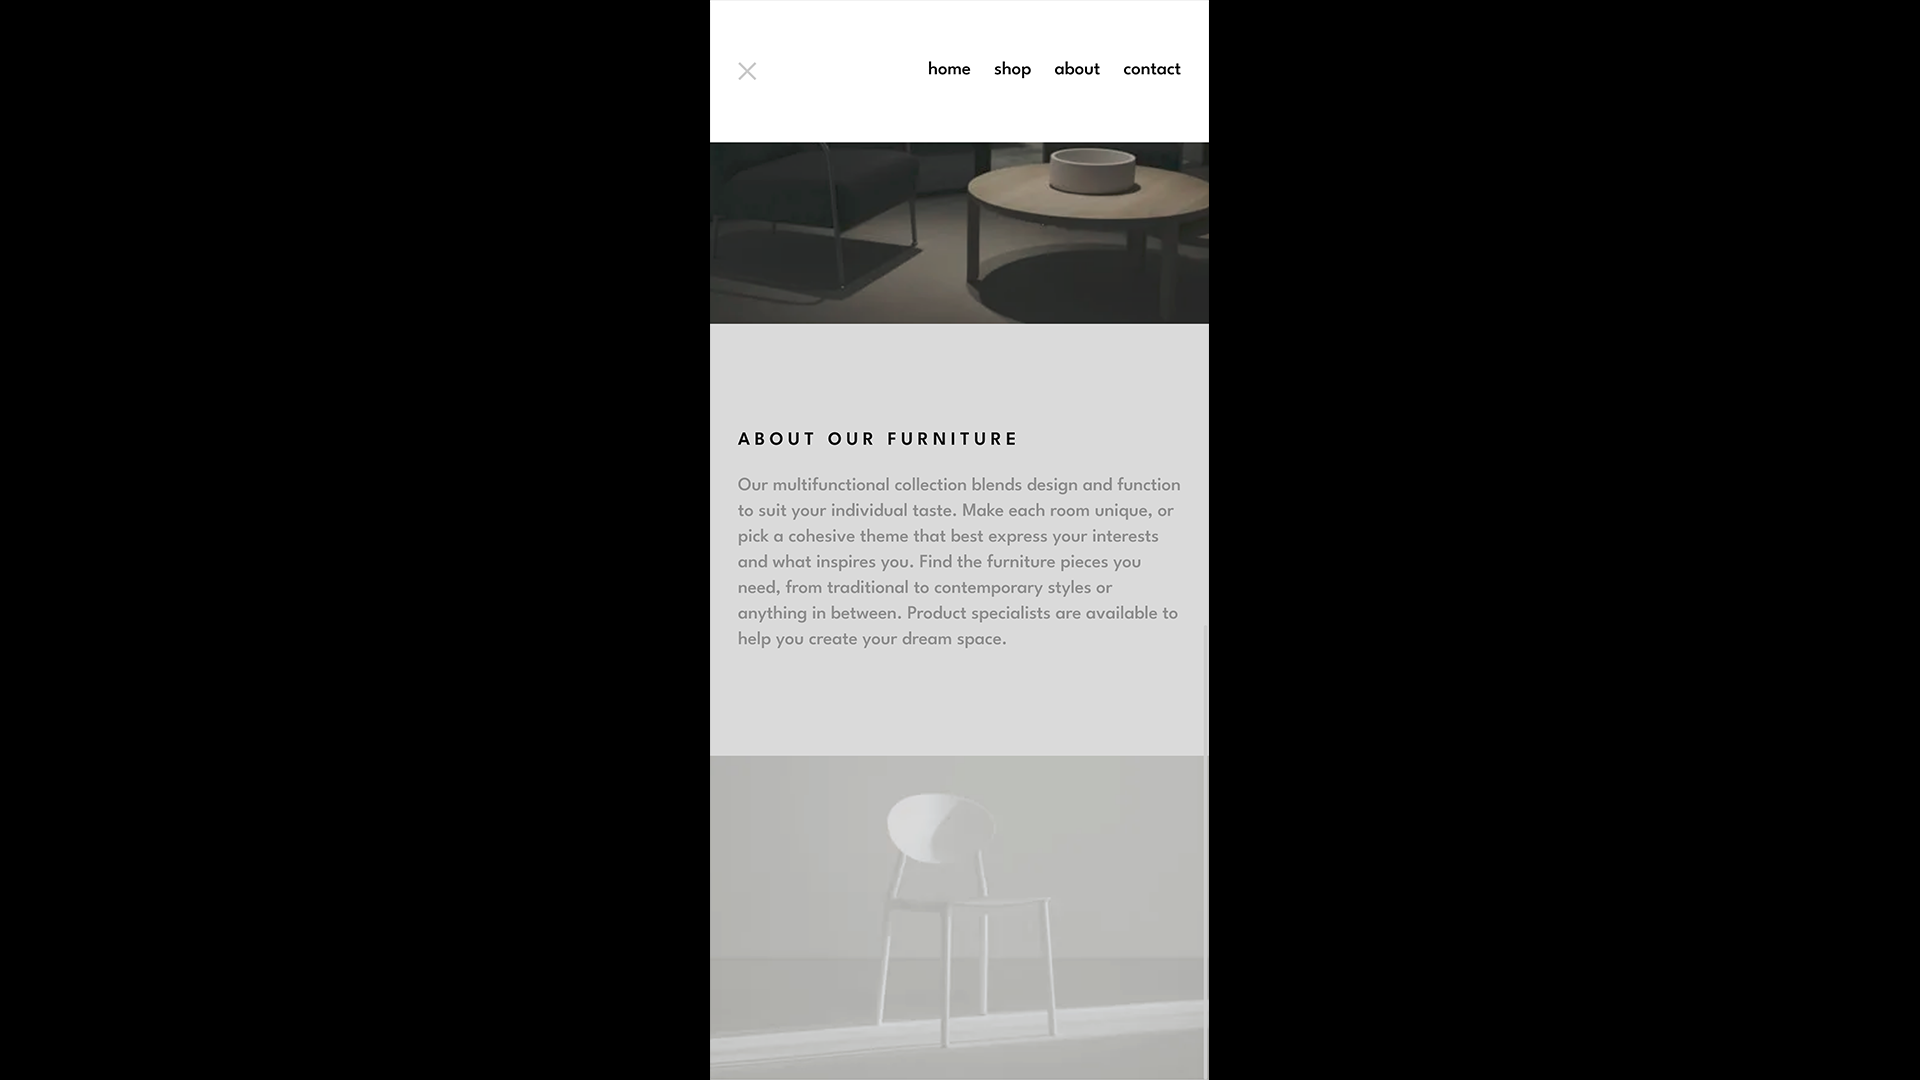 home shop about contact
ABOUT OUR FURNITURE
Our multifunctional collection blends design and function
to suit your individual taste. Make each room unique, or
pick a cohesive theme that best express your interests
and what inspires you. Find the furniture pieces you
need, from traditional to contemporary styles or
anything in between. Product specialists are available to
help you create your dream space.